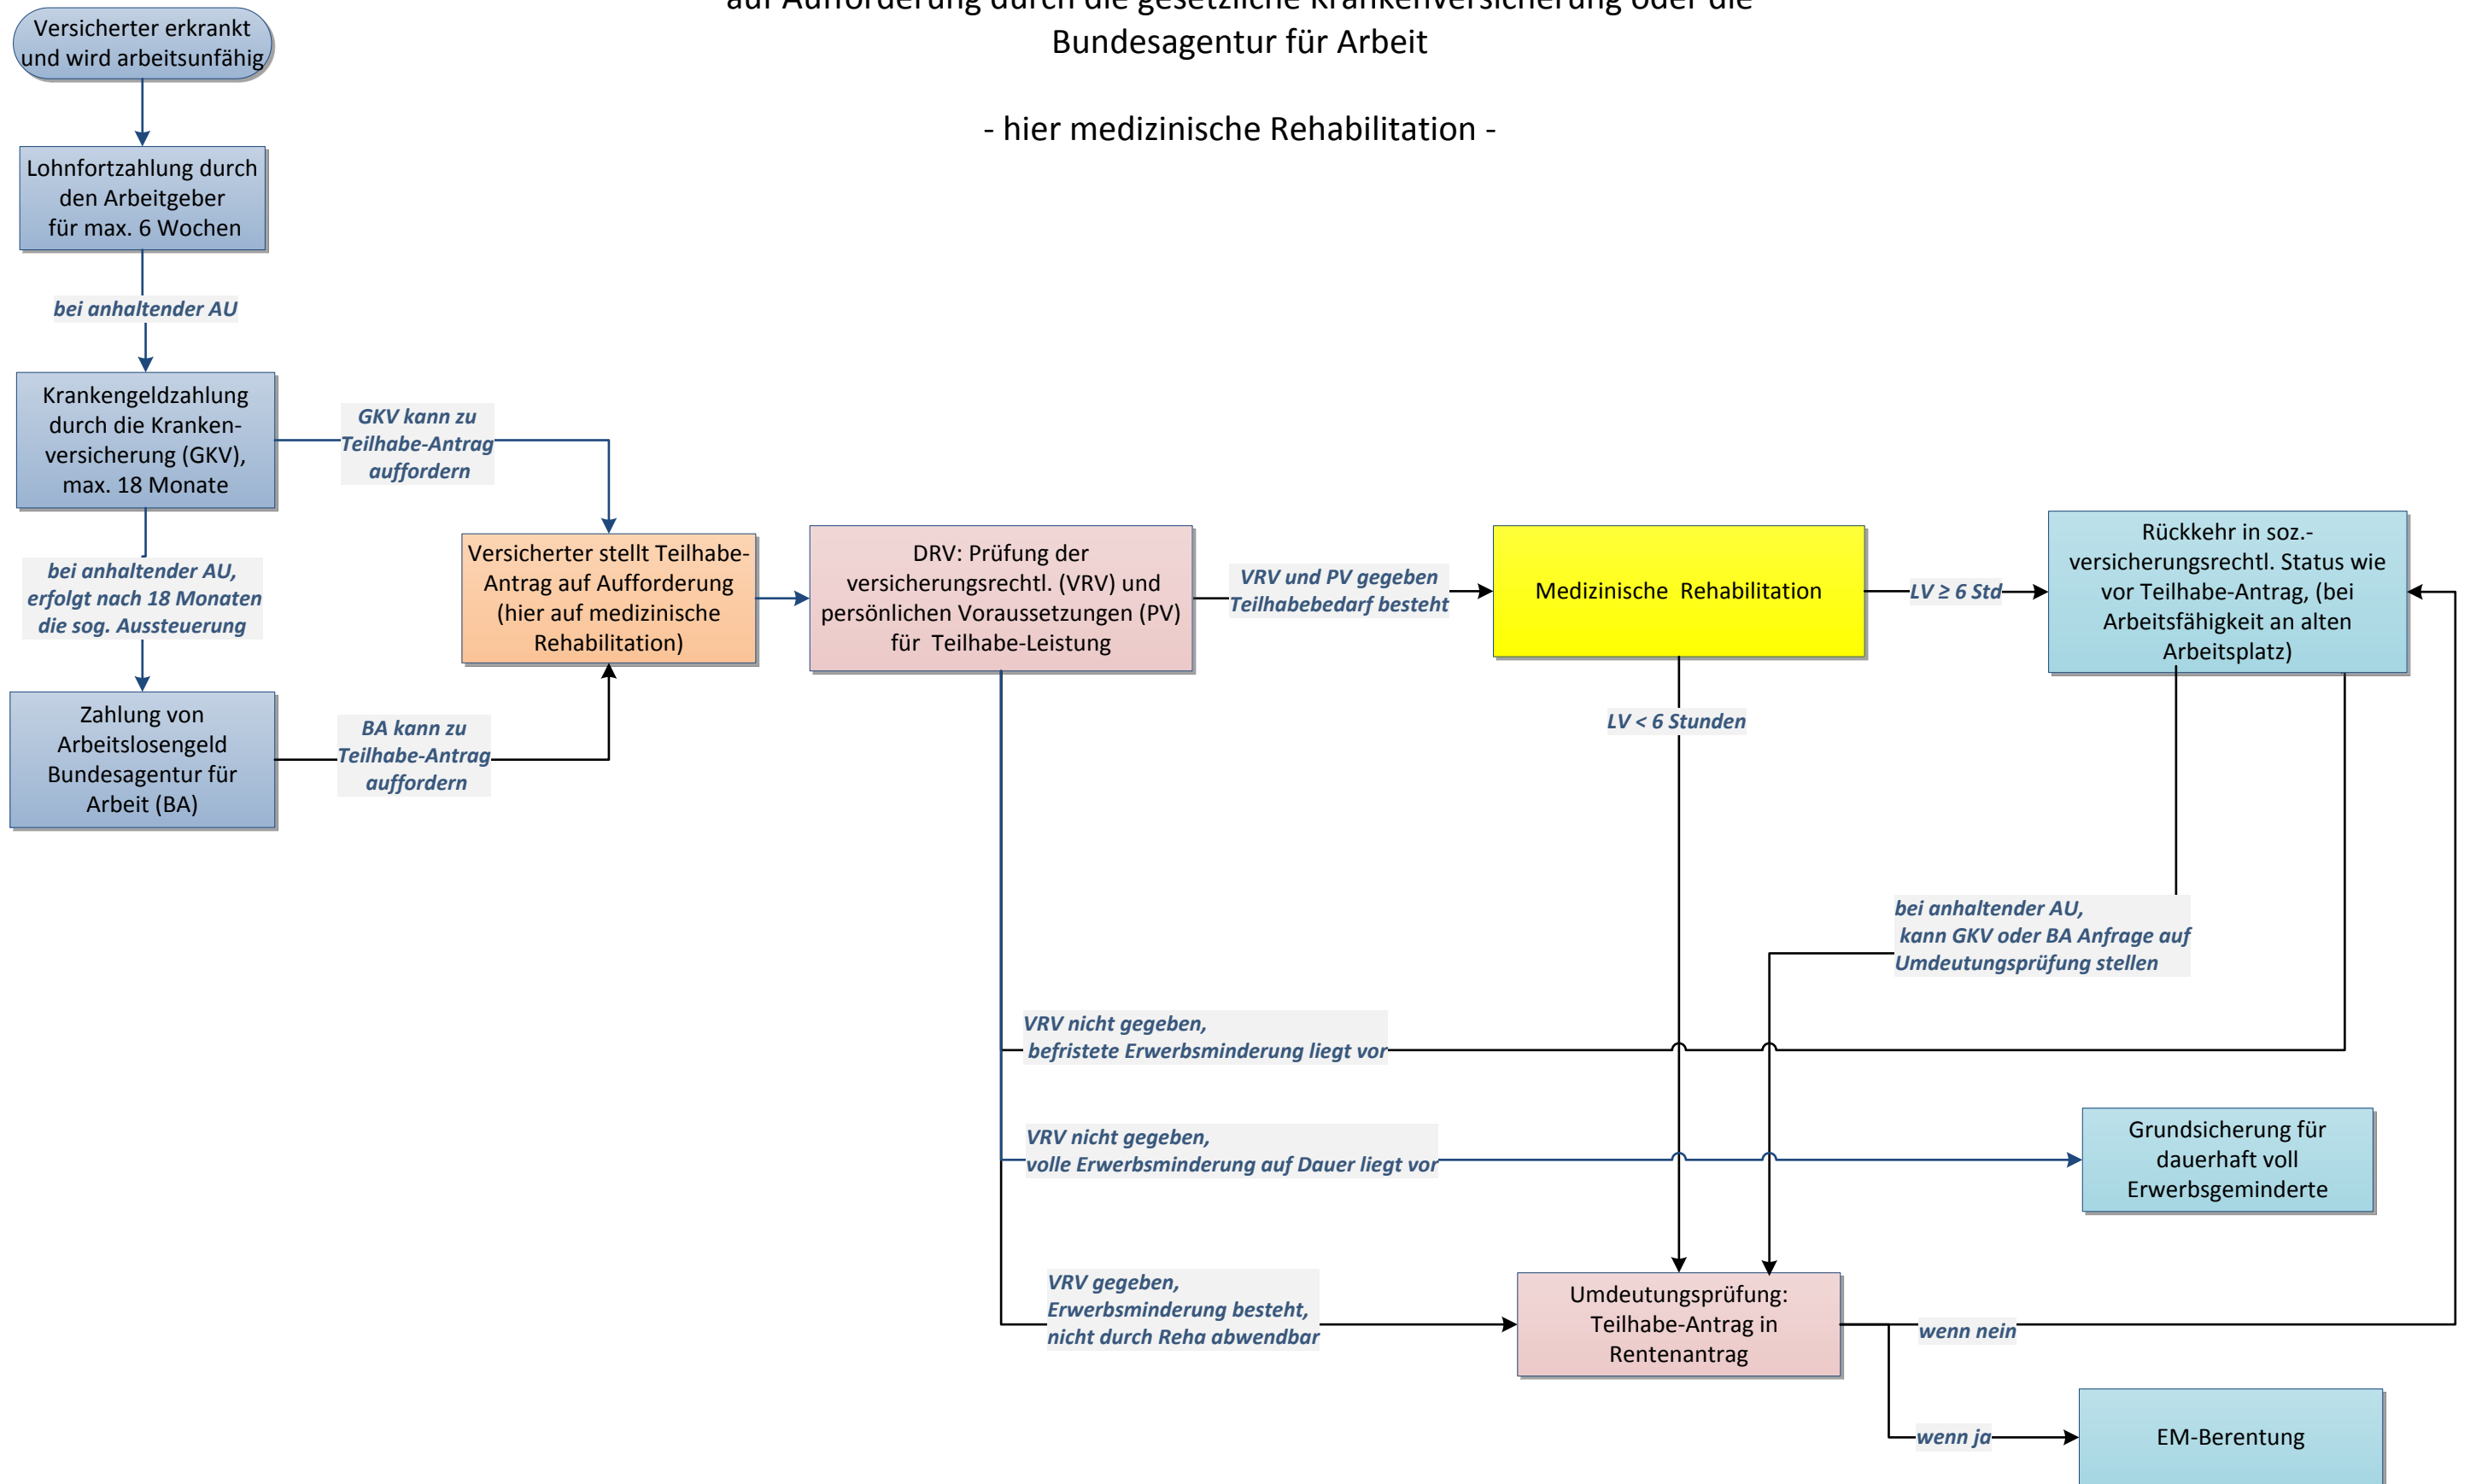 auf Aufforderung durch die gesetzliche Krankenversicherung oder die
Bundesagentur für Arbeit
- hier medizinische Rehabilitation -
Versicherter erkrankt
und wird arbeitsunfähig
Lohnfortzahlung durch
den Arbeitgeber
für max. 6 Wochen
bei anhaltender AU
Krankengeldzahlung
durch die Kranken-
versicherung (GKV),
max. 18 Monate
GKV kann zu
Teilhabe-Antrag
auffordern
bei anhaltender AU,
erfolgt nach 18 Monaten
die sog. Aussteuerung
Zahlung von
Arbeitslosengeld
Bundesagentur für
Arbeit (BA)
BA kann zu
Teilhabe-Antrag
auffordern
Versicherter stellt Teilhabe-
Antrag auf Aufforderung
(hier auf medizinische
Rehabilitation)
DRV: Prüfung der
versicherungsrechtl. (VRV) und
persönlichen Voraussetzungen (PV)
für Teilhabe-Leistung
VRV und PV gegeben
Teilhabebedarf besteht
Medizinische Rehabilitation
LV ≥ 6 Std
Rückkehr in soz.-
versicherungsrechtl. Status wie
vor Teilhabe-Antrag, (bei
Arbeitsfähigkeit an alten
Arbeitsplatz)
LV < 6 Stunden
bei anhaltender AU,
kann GKV oder BA Anfrage auf
Umdeutungsprüfung stellen
VRV nicht gegeben,
befristete Erwerbsminderung liegt vor
VRV nicht gegeben,
volle Erwerbsminderung auf Dauer liegt vor
Grundsicherung für
dauerhaft voll
Erwerbsgeminderte
VRV gegeben,
Erwerbsminderung besteht,
nicht durch Reha abwendbar
Umdeutungsprüfung:
Teilhabe-Antrag in
Rentenantrag
wenn nein
wenn ja
EM-Berentung